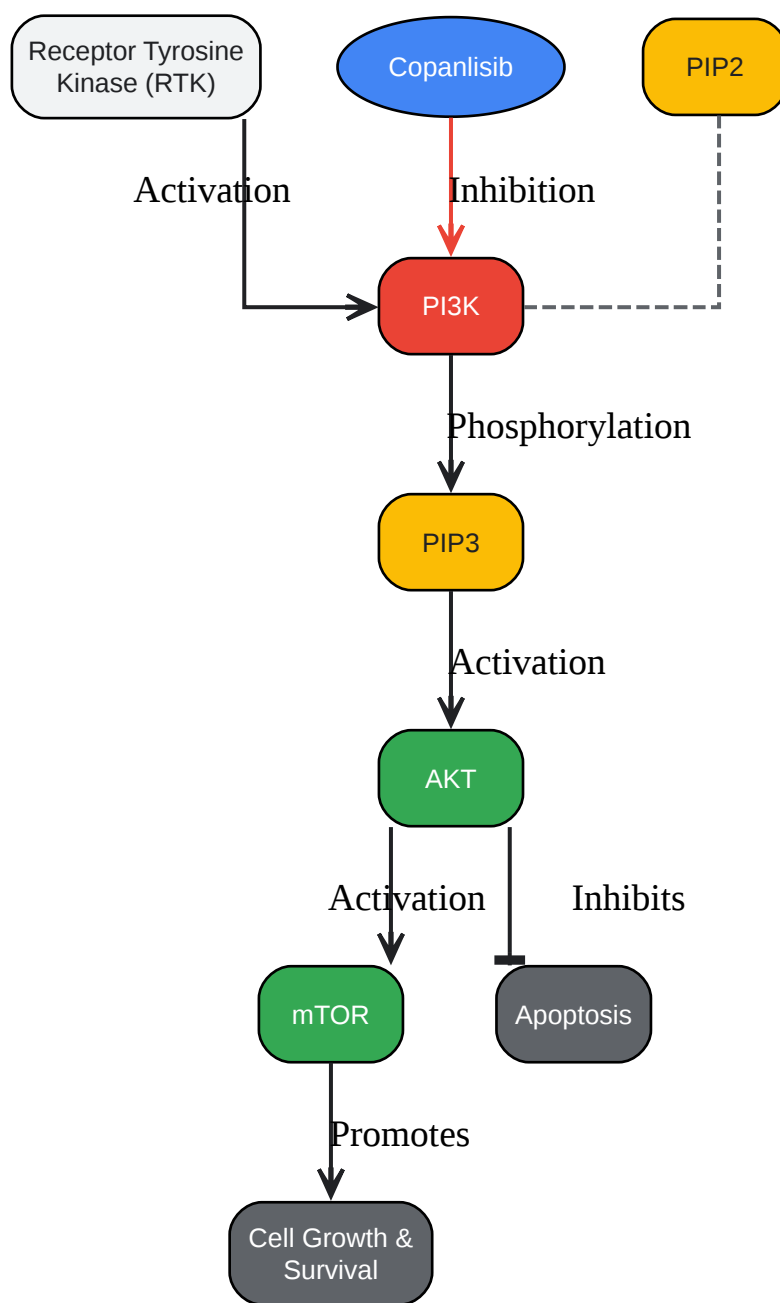 Receptor Tyrosine
Kinase (RTK)
Copanlisib
PIP2
Activation
Inhibition
PI3K
Phosphorylation
PIP3
Activation
AKT
Activation
Inhibits
mTOR
Apoptosis
Promotes
Cell Growth &
Survival